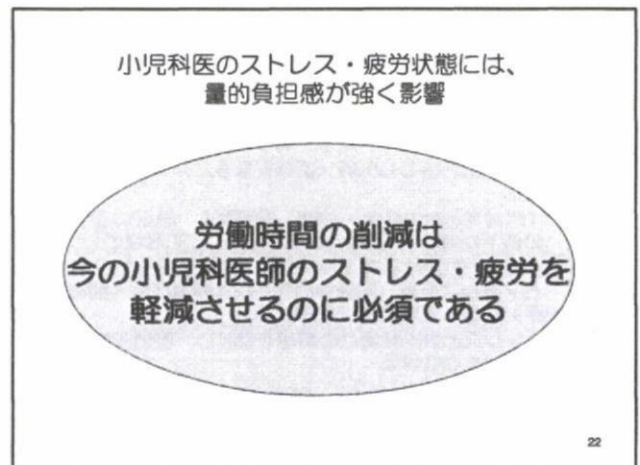 小児科医のストレス・疲労状態には、
量的負担感が強く影響
労働時間の削減は
今の小児科医師のストレス・疲労を
軽減させるのに必須である
22